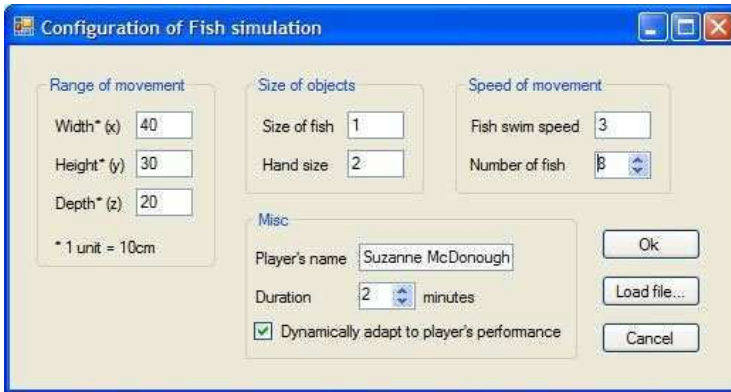 Configuration of Fish simulation
Range of movement
Width* (x) 40
Height* (y) 30
Depth* (z) 20
* 1 unit = 10cm
Size of objects
Size of fish 1
Hand size 2
Speed of movement
Fish swim speed 3
Number of fish 8
Misc
Player's name Suzanne McDonough
Duration 2 minutes
Dynamically adapt to player's performance
Ok
Load file...
Cancel